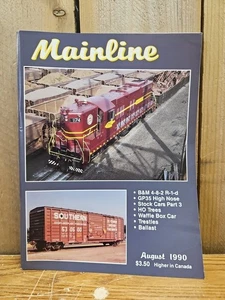 Mainline
• B&M 4-8-2 R-1-d
• GP35 High Nose
• Stock Cars Part 3
• HO Trees
• Waffle Box Car
• Trestles
• Ballast
SOUTHERN
August 1990
$3.50 Higher in Canada